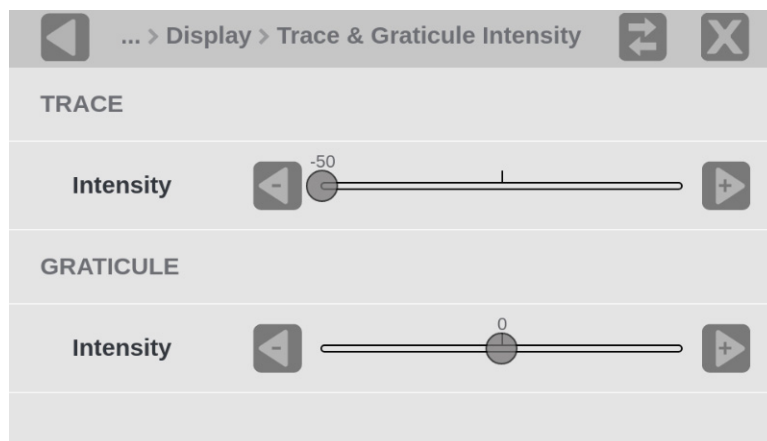 ... > Display > Trace & Graticule Intensity X
TRACE
-50
Intensity - +
GRATICULE
0
Intensity - +